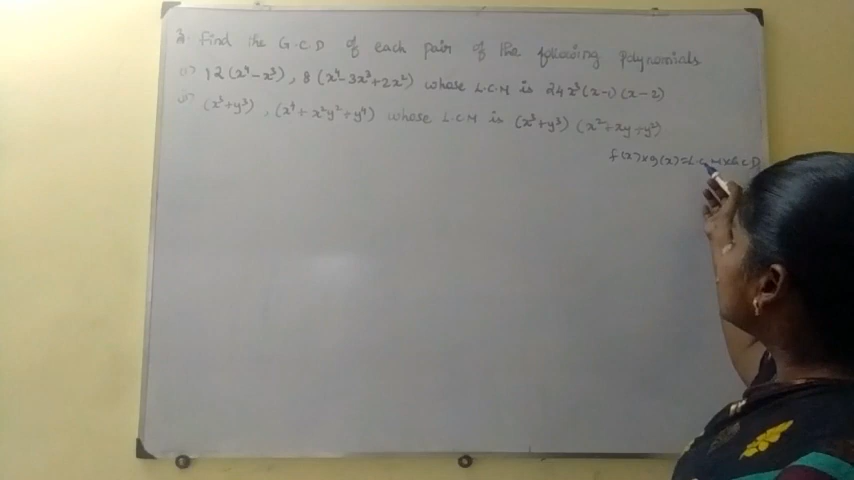 2. Find the G.C.D of each pair of the following Polynomials
i) 12(x⁴-x³), 8(x⁴-3x³+2x²) whose L.C.M is 24x³(x-1)(x-2)
ii) (x³+y³), (x⁴+x²y²+y⁴) whose L.C.M is (x³+y³)(x²+xy+y²)
f(x)×g(x)=L.C.M×G.C.D